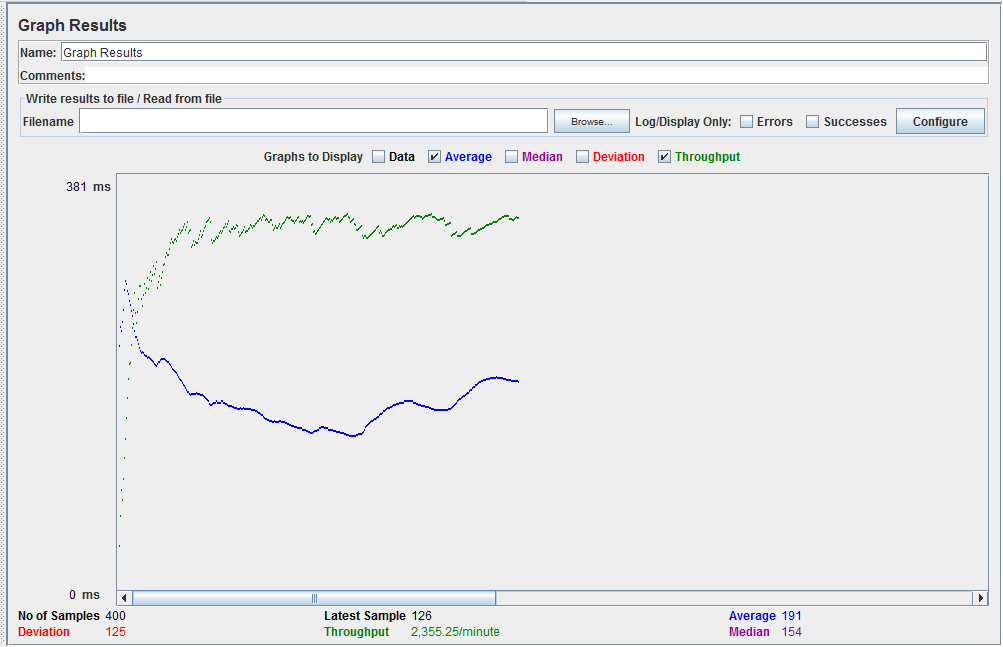 Graph Results
Name: Graph Results
Comments:
Write results to file / Read from file
Filename Browse... Log/Display Only: Errors Successes Configure
Graphs to Display Data Average Median Deviation Throughput
381 ms
0 ms
No of Samples 400 Latest Sample 126 Average 191
Deviation 125 Throughput 2,355.25/minute Median 154